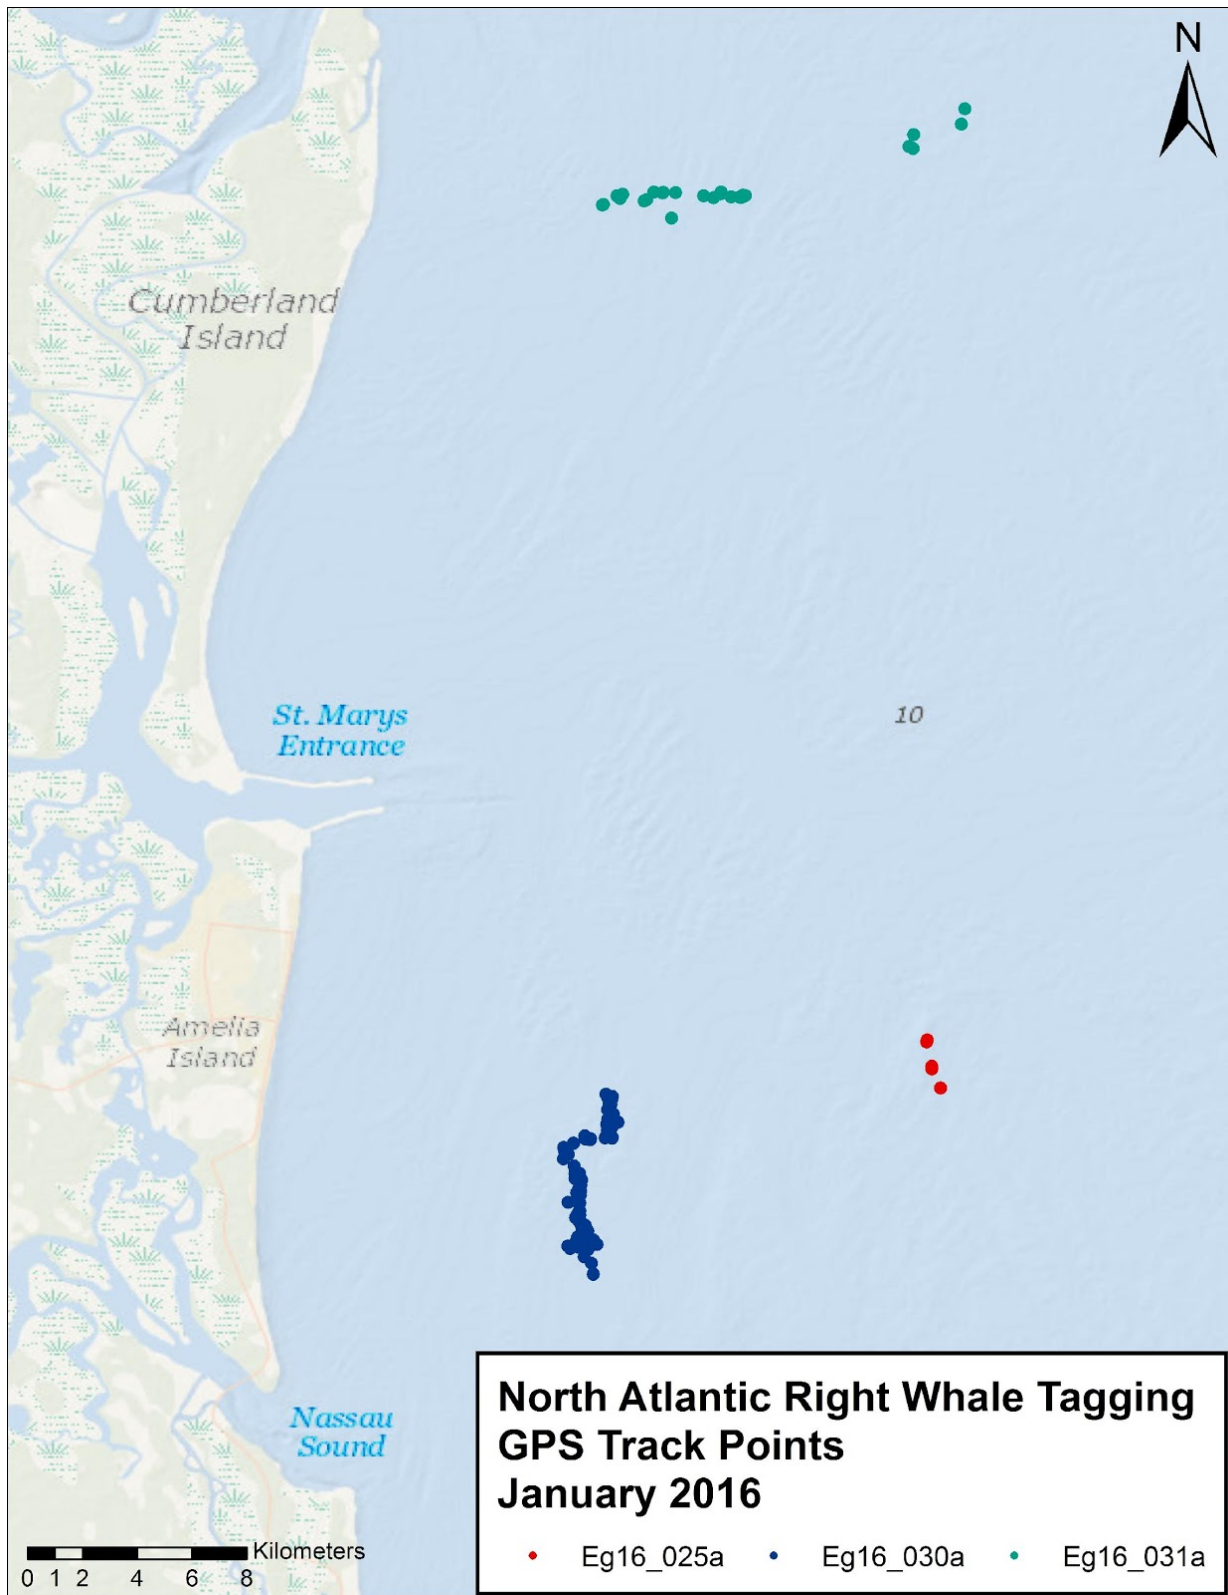 N
Cumberland
Island
St. Marys
Entrance
10
Amelia
Island
Nassau
Sound
North Atlantic Right Whale Tagging
GPS Track Points
January 2016
Eg16_025a Eg16_030a Eg16_031a
Kilometers
0 1 2 4 6 8